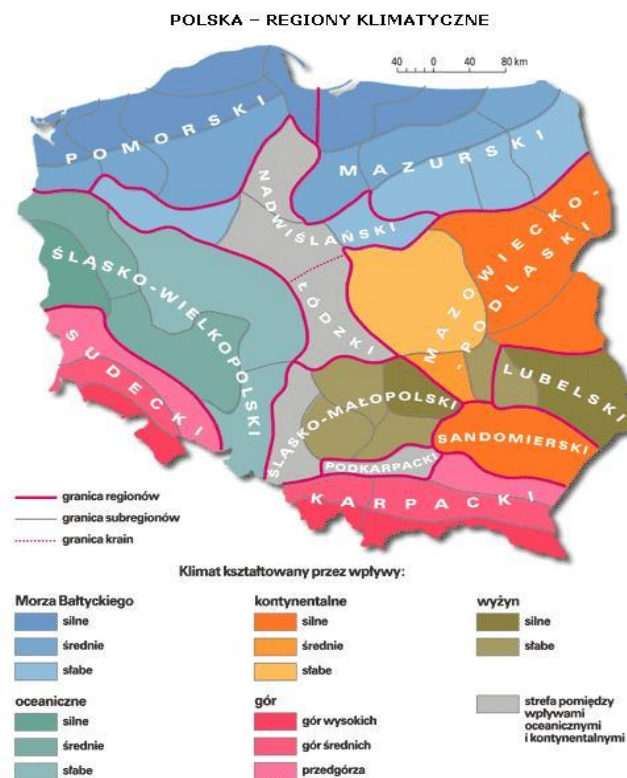 POLSKA – REGIONY KLIMATYCZNE
40 0 40 80 km
POMORSKI
MAZURSKI
NADWIŚLAŃSKI
MAZOWIECKO-
-PODLASKI
ŚLĄSKO-WIELKOPOLSKI
ŁÓDZKI
SUDECKI
LUBELSKI
ŚLĄSKO-MAŁOPOLSKI
SANDOMIERSKI
PODKARPACKI
KARPACKI
granica regionów
granica subregionów
granica krain
Klimat kształtowany przez wpływy:
Morza Bałtyckiego
silne
średnie
słabe
kontynentalne
silne
średnie
słabe
wyżyn
silne
słabe
oceaniczne
silne
średnie
słabe
gór
gór wysokich
gór średnich
przedgórza
strefa pomiędzy
wpływami
oceanicznymi
i kontynentalnymi